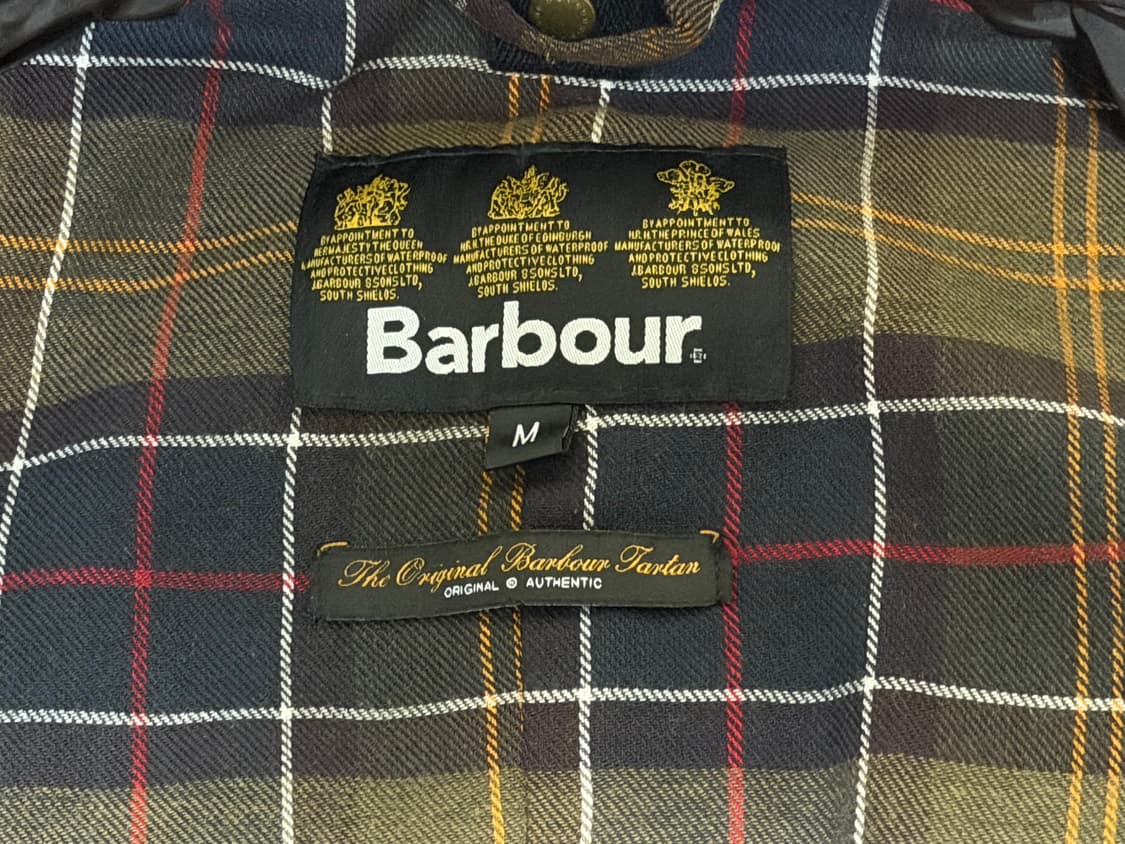 BY APPOINTMENT TO
HER MAJESTY THE QUEEN
MANUFACTURERS OF WATERPROOF
AND PROTECTIVE CLOTHING
J.BARBOUR & SONS LTD,
SOUTH SHIELDS.
BY APPOINTMENT TO
H.R.H. THE DUKE OF EDINBURGH
MANUFACTURERS OF WATERPROOF
AND PROTECTIVE CLOTHING
J.BARBOUR & SONS LTD,
SOUTH SHIELDS.
BY APPOINTMENT TO
H.R.H. THE PRINCE OF WALES
MANUFACTURERS OF WATERPROOF
AND PROTECTIVE CLOTHING
J.BARBOUR & SONS LTD,
SOUTH SHIELDS.
Barbour
M
The Original Barbour Tartan
ORIGINAL © AUTHENTIC